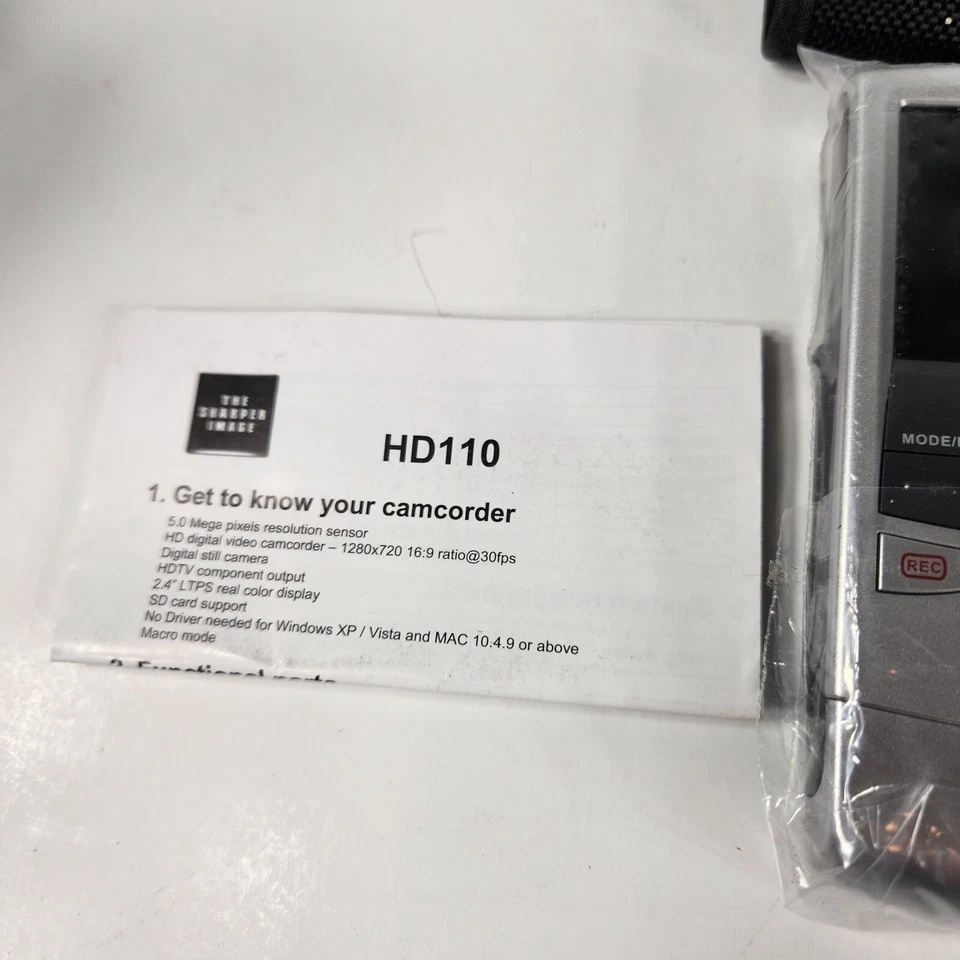 THE
SHARPER
IMAGE
HD110
1. Get to know your camcorder
5.0 Mega pixels resolution sensor
HD digital video camcorder – 1280x720 16:9 ratio@30fps
Digital still camera
HDTV component output
2.4" LTPS real color display
SD card support
No Driver needed for Windows XP / Vista and MAC 10.4.9 or above
Macro mode
2. Functional parts
MODE/
REC